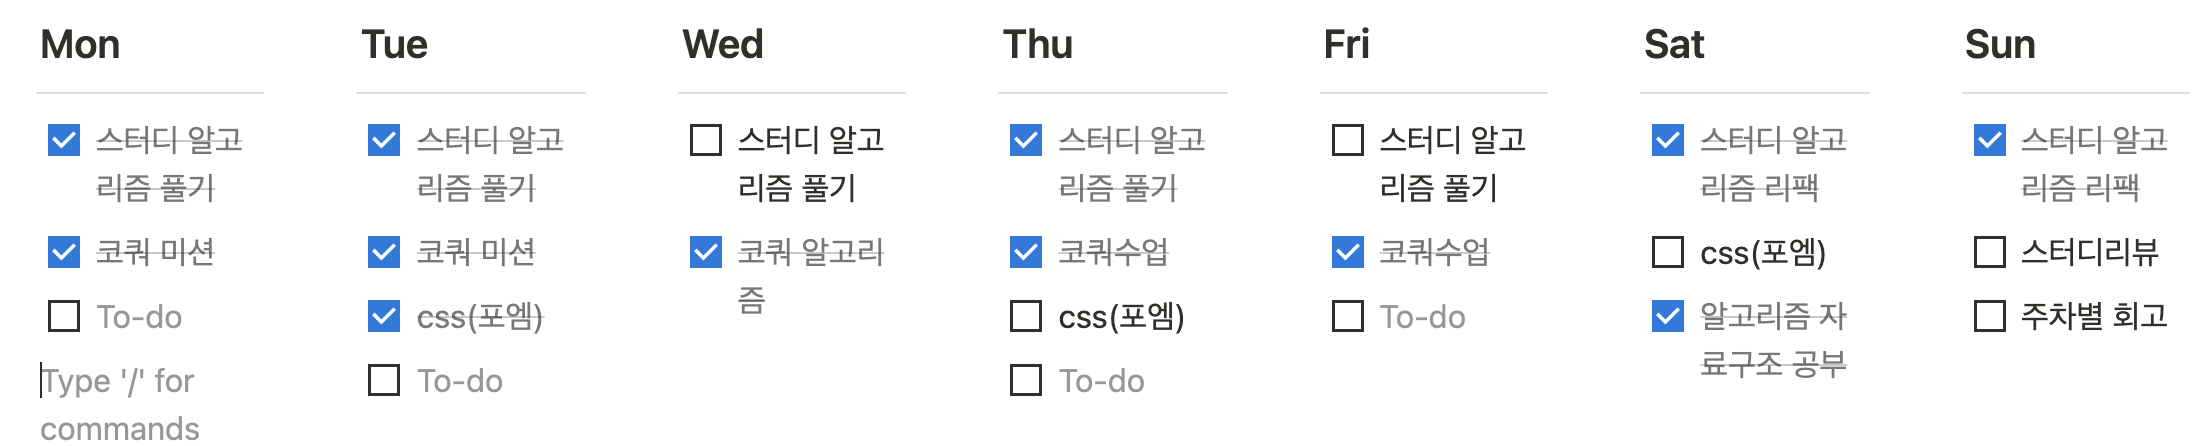 Mon
스터디 알고
리즘 풀기
코쿼 미션
To-do
Type '/' for
commands
Tue
스터디 알고
리즘 풀기
코쿼 미션
css(포엠)
To-do
Wed
스터디 알고
리즘 풀기
코쿼 알고리
즘
Thu
스터디 알고
리즘 풀기
코쿼수업
css(포엠)
To-do
Fri
스터디 알고
리즘 풀기
코쿼수업
To-do
Sat
스터디 알고
리즘 리팩
css(포엠)
알고리즘 자
료구조 공부
Sun
스터디 알고
리즘 리팩
스터디리뷰
주차별 회고